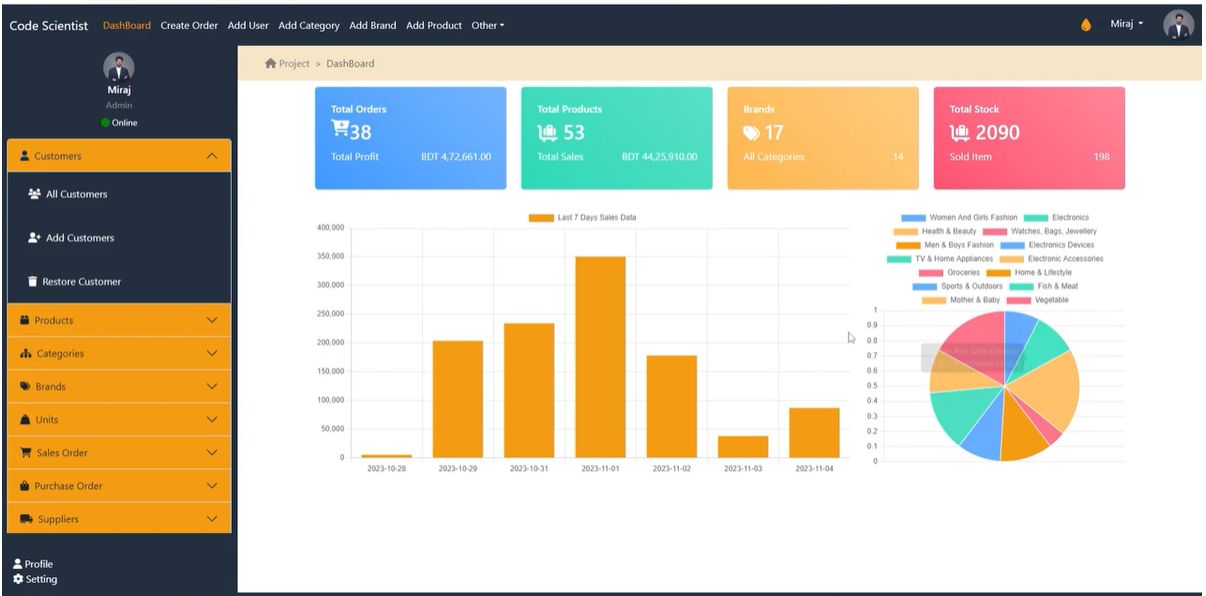 Code Scientist DashBoard Create Order Add User Add Category Add Brand Add Product Other Miraj
Miraj
Admin
Online
Customers
All Customers
Add Customers
Restore Customer
Products
Categories
Brands
Units
Sales Order
Purchase Order
Suppliers
Profile
Setting
Project > DashBoard
Total Orders
38
Total Profit BDT 4,72,661.00
Total Products
53
Total Sales BDT 44,25,910.00
Brands
17
All Categories 14
Total Stock
2090
Sold Item 198
Last 7 Days Sales Data
400,000
350,000
300,000
250,000
200,000
150,000
100,000
50,000
0
2023-10-28 2023-10-29 2023-10-31 2023-11-01 2023-11-02 2023-11-03 2023-11-04
Women And Girls Fashion Electronics
Health & Beauty Watches, Bags, Jewellery
Men & Boys Fashion Electronics Devices
TV & Home Appliances Electronic Accessories
Groceries Home & Lifestyle
Sports & Outdoors Fish & Meat
Mother & Baby Vegetable
1
0.9
0.8
0.7
0.6
0.5
0.4
0.3
0.2
0.1
0